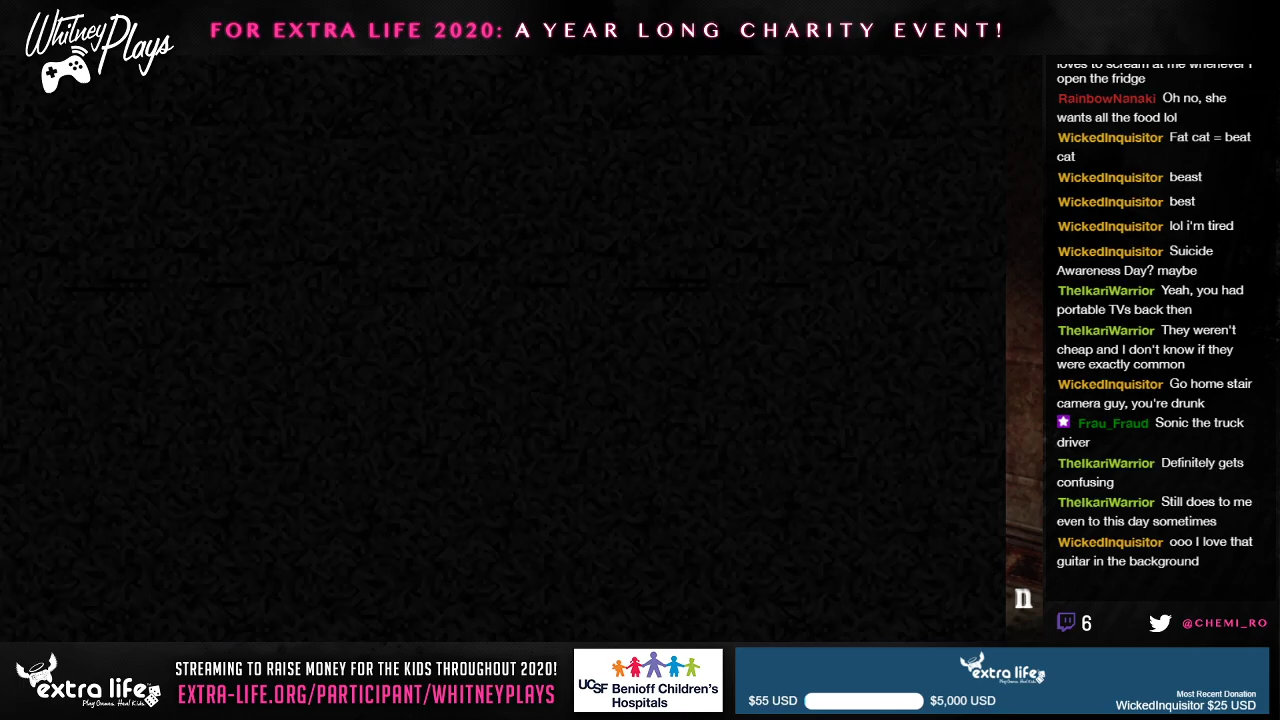 Whitney Plays
FOR EXTRA LIFE 2020: A YEAR LONG CHARITY EVENT!
loves to scream at me whenever I
open the fridge
RainbowNanaki Oh no, she
wants all the food lol
WickedInquisitor Fat cat = beat
cat
WickedInquisitor beast
WickedInquisitor best
WickedInquisitor lol i'm tired
WickedInquisitor Suicide
Awareness Day? maybe
TheIkariWarrior Yeah, you had
portable TVs back then
TheIkariWarrior They weren't
cheap and I don't know if they
were exactly common
WickedInquisitor Go home stair
camera guy, you're drunk
Frau_Fraud Sonic the truck
driver
TheIkariWarrior Definitely gets
confusing
TheIkariWarrior Still does to me
even to this day sometimes
WickedInquisitor ooo I love that
guitar in the background
n
6 @CHEMI_RO
extra life
Play Games. Heal Kids.
STREAMING TO RAISE MONEY FOR THE KIDS THROUGHOUT 2020!
EXTRA-LIFE.ORG/PARTICIPANT/WHITNEYPLAYS
UCSF Benioff Children's
Hospitals
extra life
Play Games. Heal Kids.
$55 USD $5,000 USD
Most Recent Donation
WickedInquisitor $25 USD